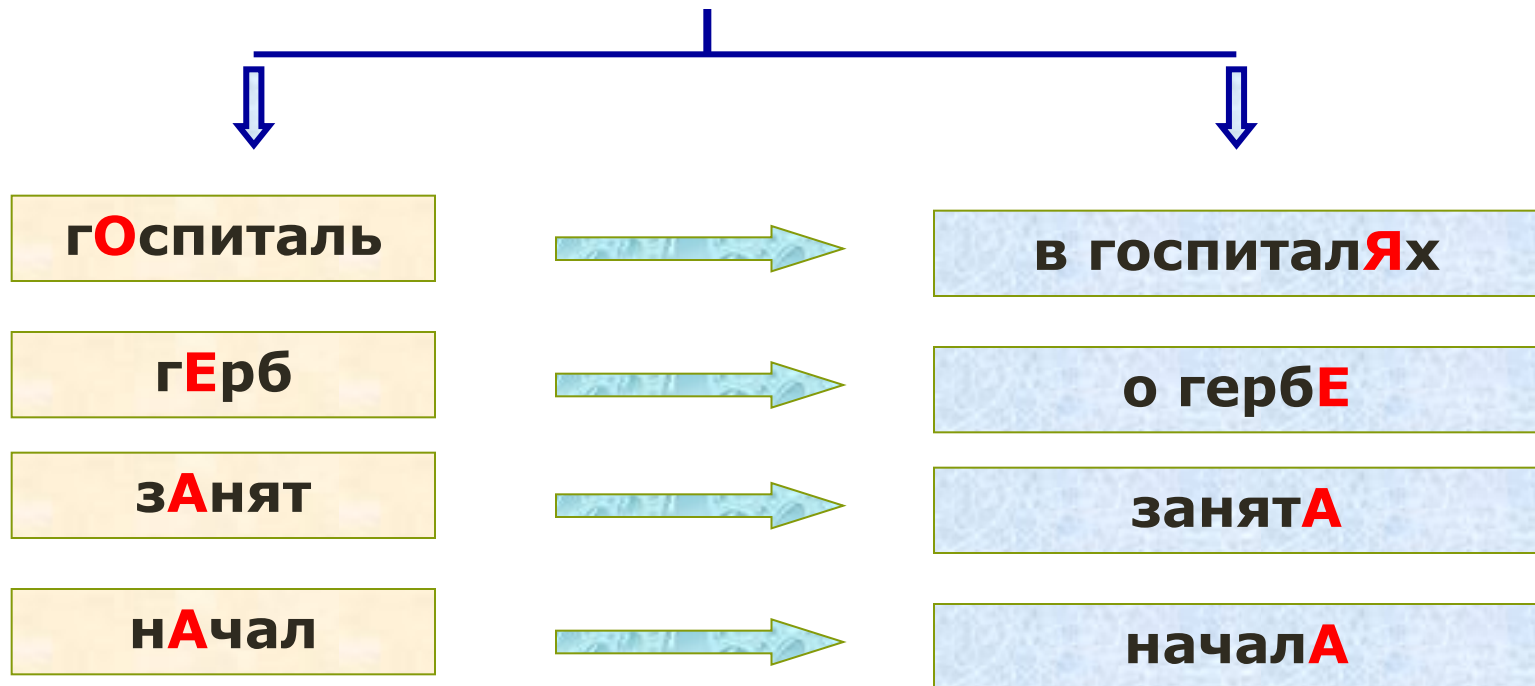 гОспиталь
в госпиталЯх
гЕрб
о гербЕ
зАнят
занятА
нАчал
началА